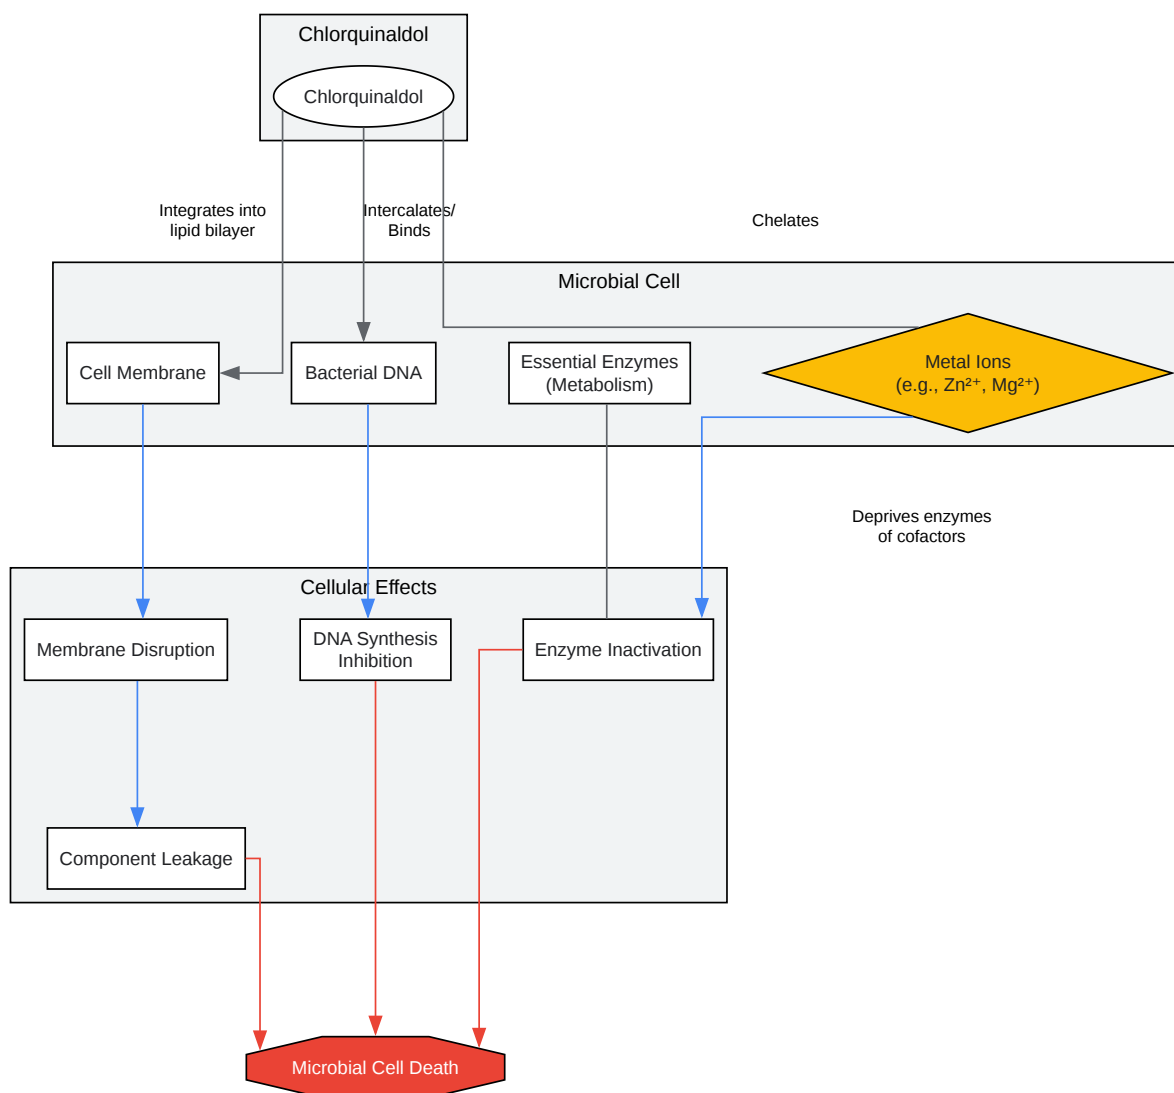 Chlorquinaldol
Chlorquinaldol
Integrates into
lipid bilayer
Intercalates/
Binds
Chelates
Microbial Cell
Cell Membrane
Bacterial DNA
Essential Enzymes
(Metabolism)
Metal Ions
(e.g., Zn²⁺, Mg²⁺)
Deprives enzymes
of cofactors
Cellular Effects
Membrane Disruption
DNA Synthesis
Inhibition
Enzyme Inactivation
Component Leakage
Microbial Cell Death